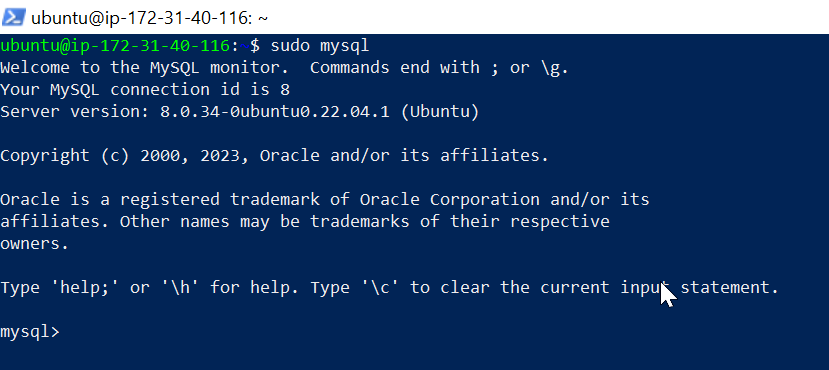 ubuntu@ip-172-31-40-116: ~
ubuntu@ip-172-31-40-116:~$ sudo mysql
Welcome to the MySQL monitor.  Commands end with ; or \g.
Your MySQL connection id is 8
Server version: 8.0.34-0ubuntu0.22.04.1 (Ubuntu)
Copyright (c) 2000, 2023, Oracle and/or its affiliates.
Oracle is a registered trademark of Oracle Corporation and/or its
affiliates. Other names may be trademarks of their respective
owners.
Type 'help;' or '\h' for help. Type '\c' to clear the current input statement.
mysql>